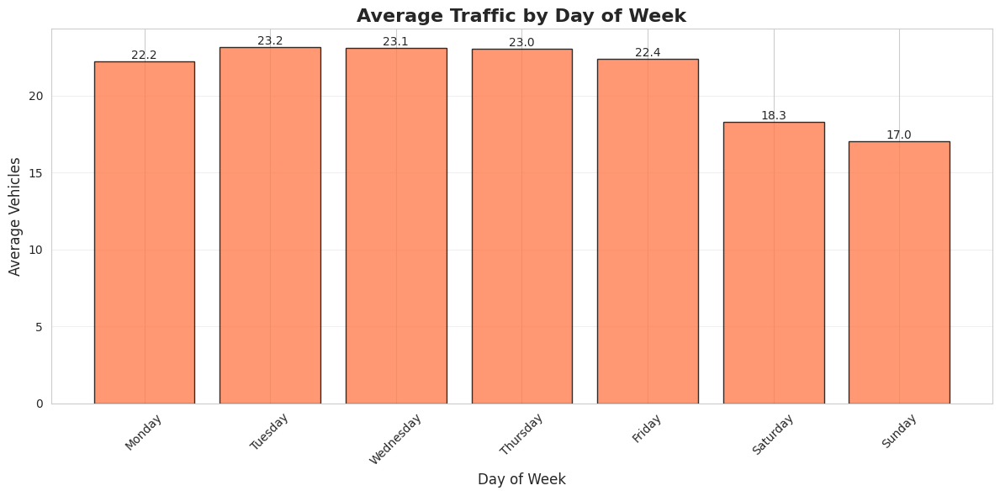 Average Traffic by Day of Week
22.2
23.2
23.1
23.0
22.4
18.3
17.0
20
15
10
5
0
Average Vehicles
Monday
Tuesday
Wednesday
Thursday
Friday
Saturday
Sunday
Day of Week